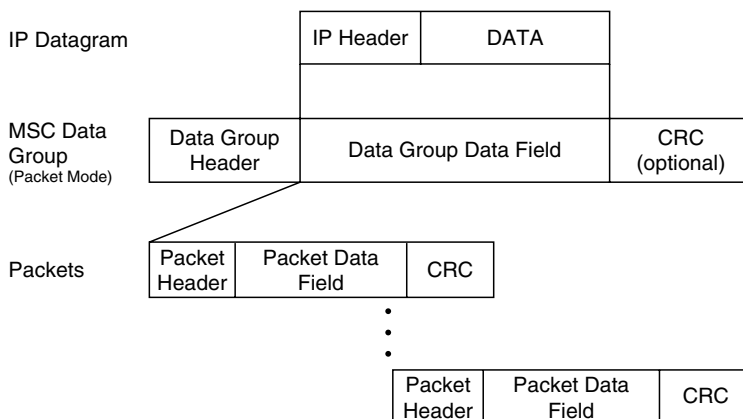 IP Datagram
IP Header
DATA
MSC Data
Group
(Packet Mode)
Data Group
Header
Data Group Data Field
CRC
(optional)
Packets
Packet
Header
Packet Data
Field
CRC
Packet
Header
Packet Data
Field
CRC